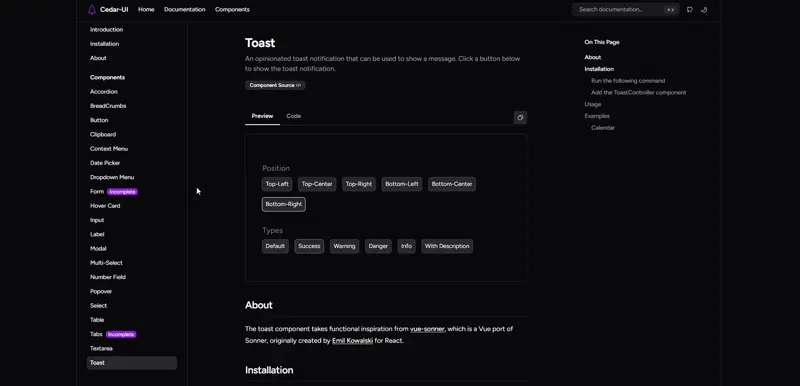 Cedar-UI
Home
Documentation
Components
Search documentation...
Introduction
Installation
About
Components
Accordion
BreadCrumbs
Button
Clipboard
Context Menu
Date Picker
Dropdown Menu
Form Incomplete
Hover Card
Input
Label
Modal
Multi-Select
Number Field
Popover
Select
Table
Tabs Incomplete
Textarea
Toast
Toast
An opinionated toast notification that can be used to show a message. Click a button below
to show the toast notification.
Component Source
Preview
Code
Position
Top-Left
Top-Center
Top-Right
Bottom-Left
Bottom-Center
Bottom-Right
Types
Default
Success
Warning
Danger
Info
With Description
About
The toast component takes functional inspiration from vue-sonner, which is a Vue port of
Sonner, originally created by Emil Kowalski for React.
Installation
On This Page
About
Installation
Run the following command
Add the ToastController component
Usage
Examples
Calendar